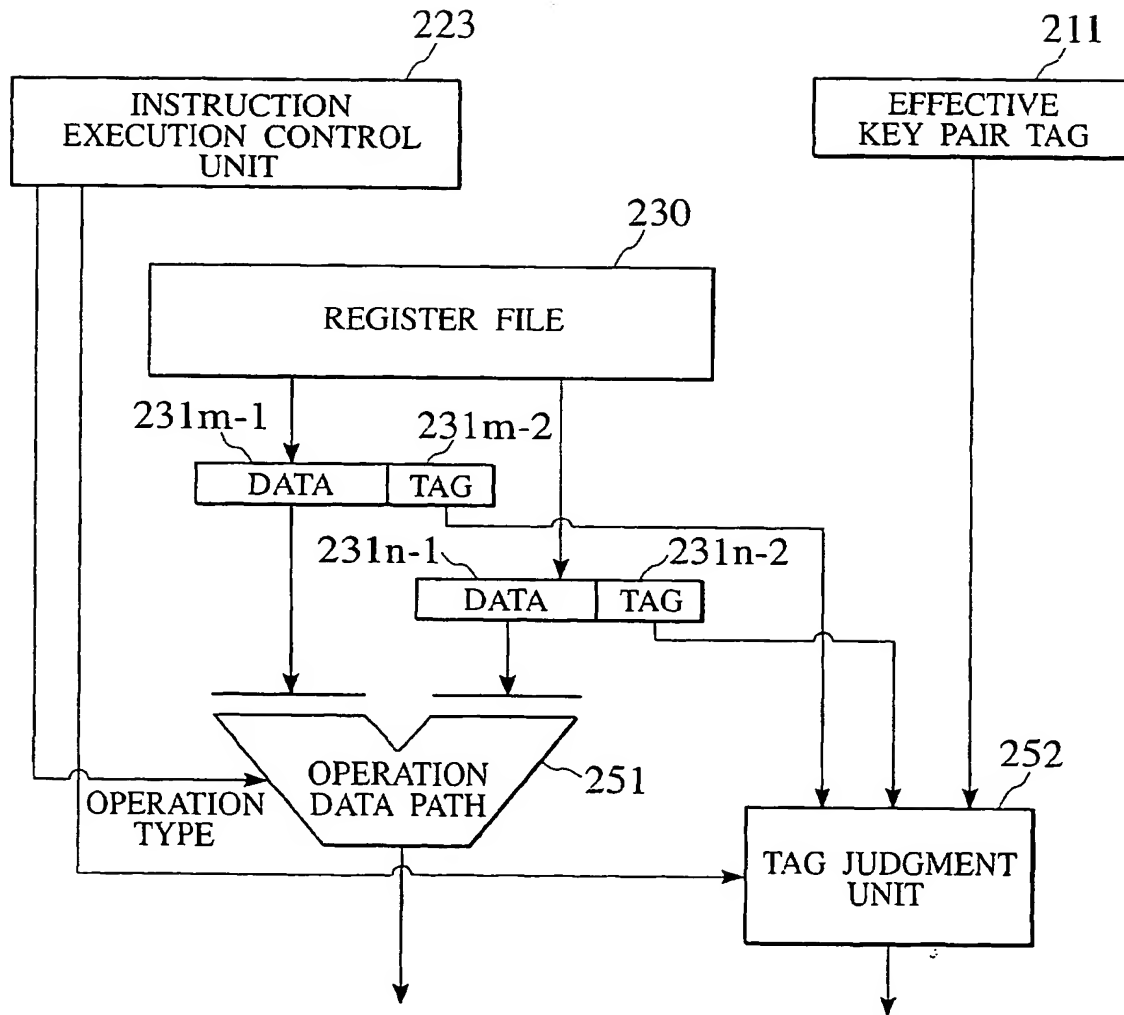 223
211
INSTRUCTION
EXECUTION CONTROL
UNIT
EFFECTIVE
KEY PAIR TAG
230
REGISTER FILE
231m-1
231m-2
DATA
TAG
231n-1
231n-2
DATA
TAG
OPERATION
DATA PATH
251
252
OPERATION
TYPE
TAG JUDGMENT
UNIT